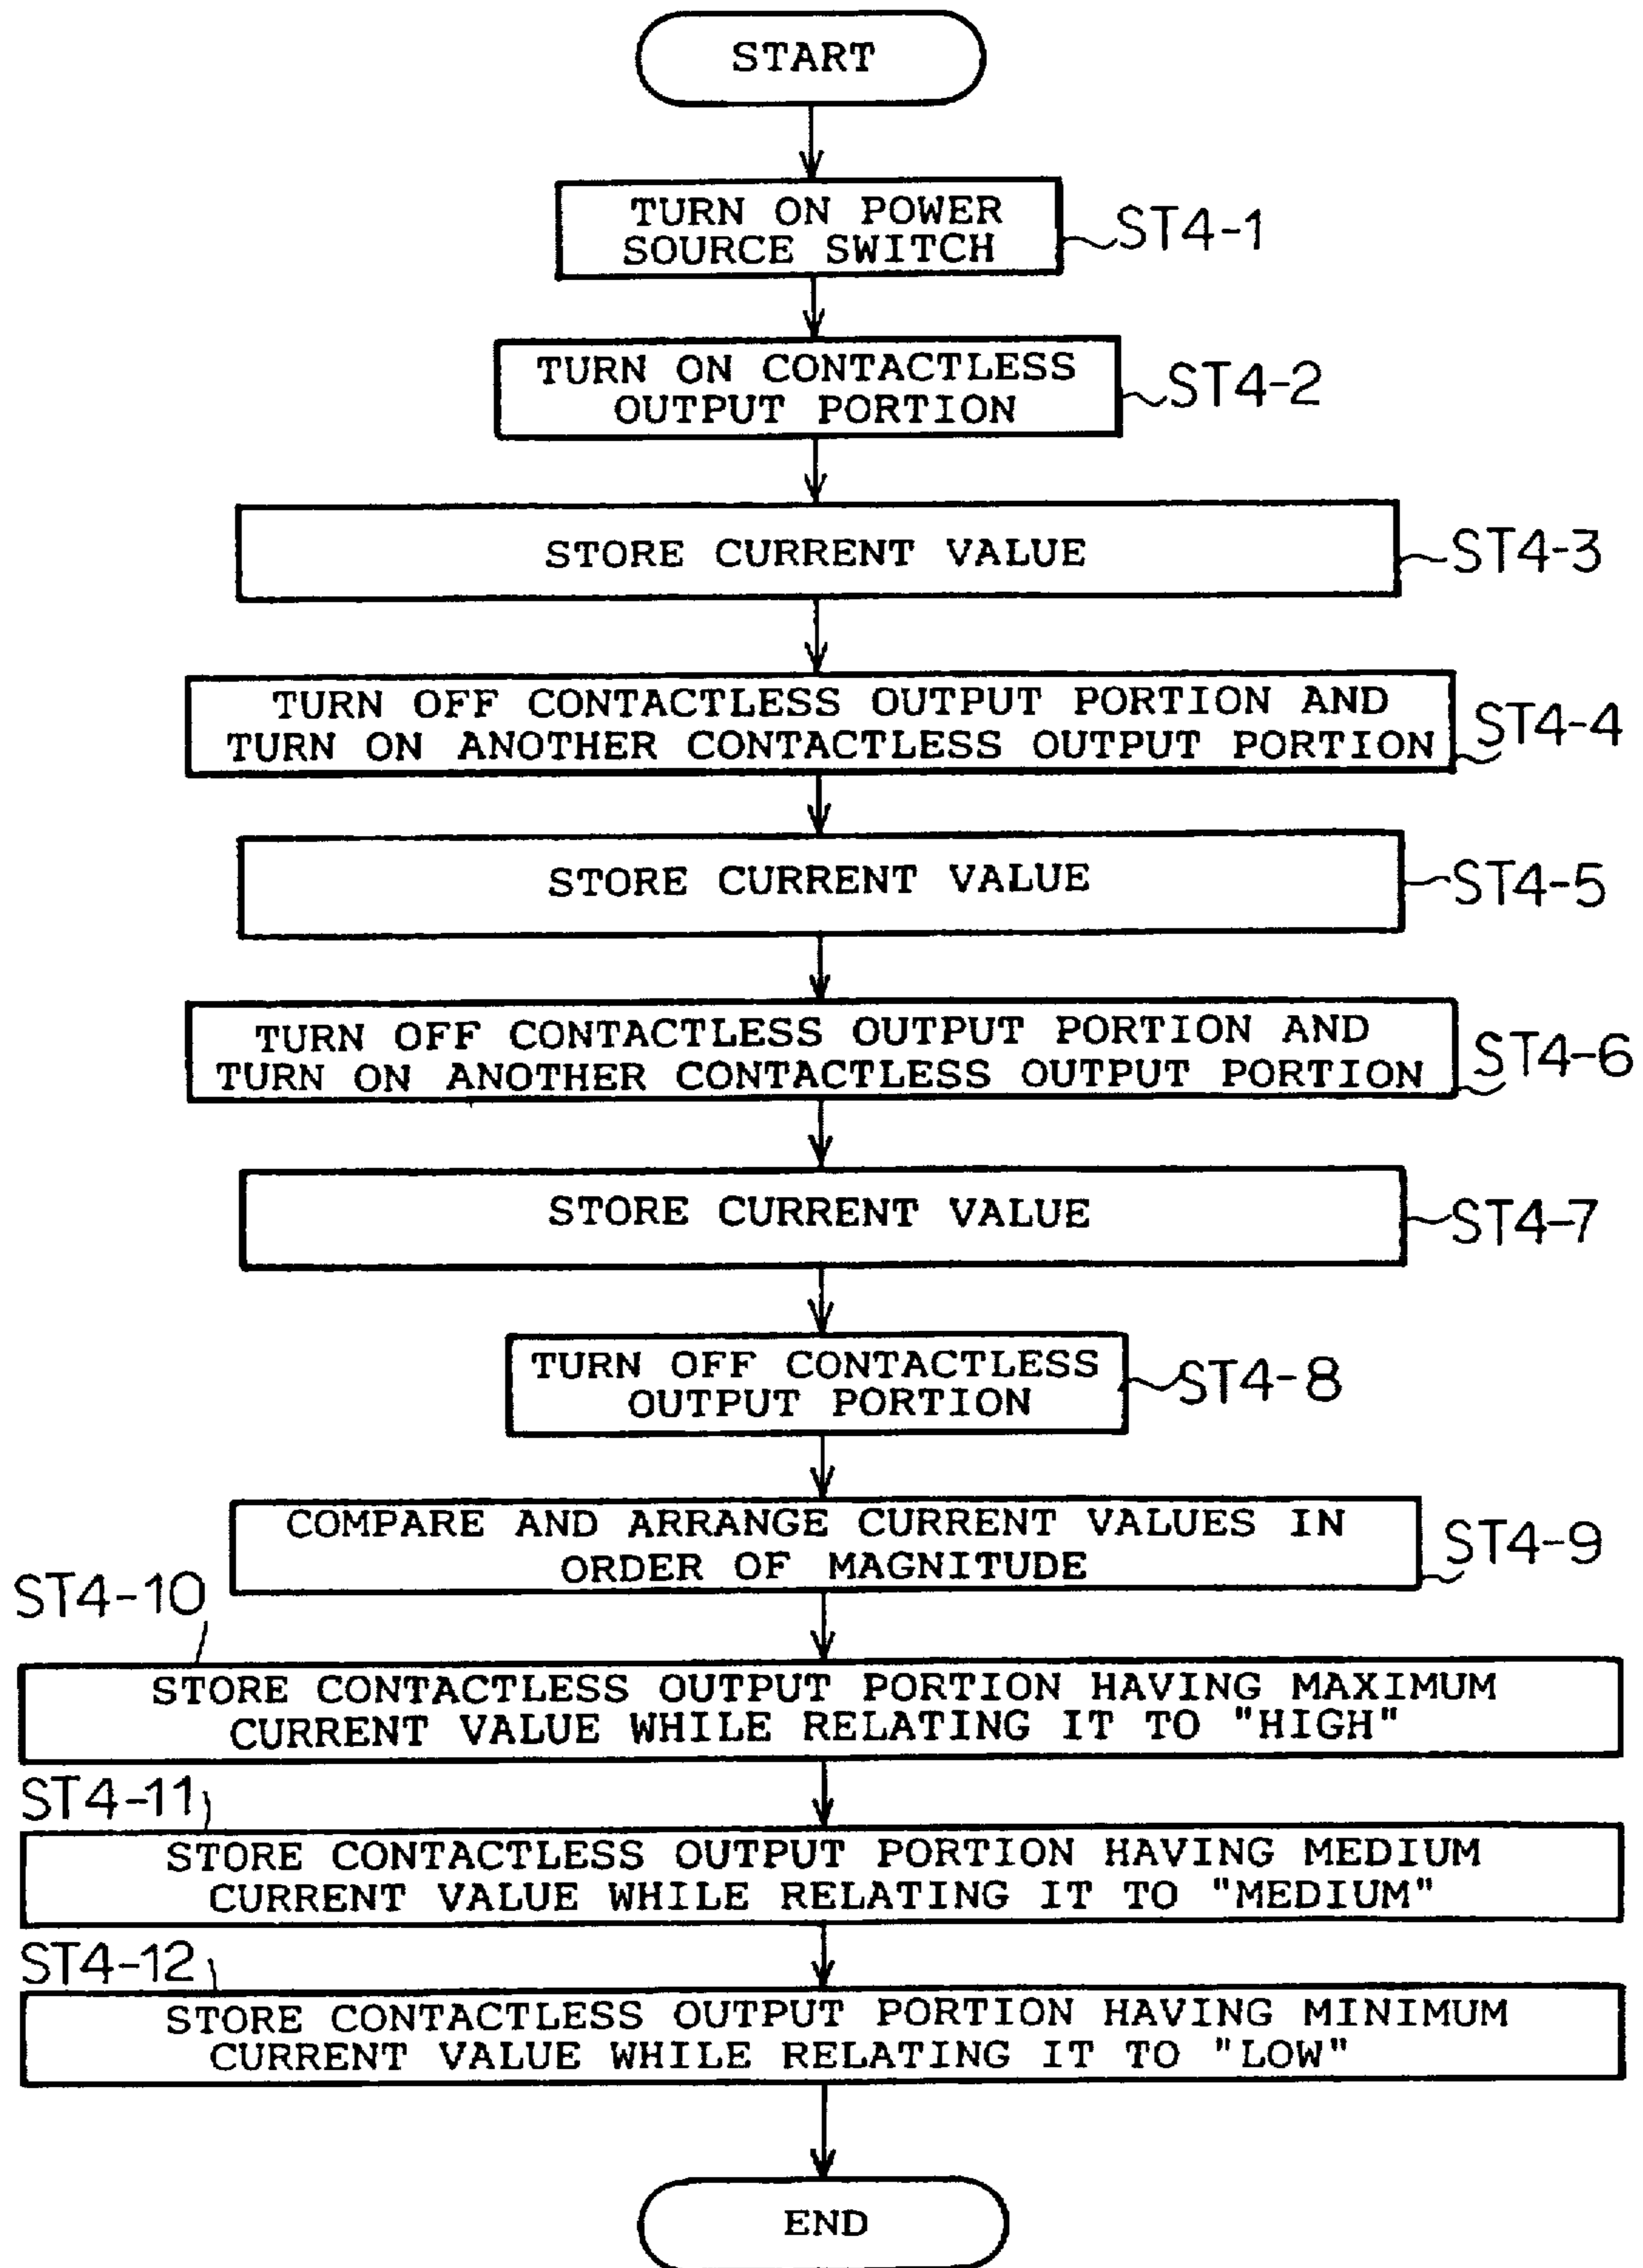 START
TURN ON POWER
SOURCE SWITCH
ST4-1
TURN ON CONTACTLESS
OUTPUT PORTION
ST4-2
STORE CURRENT VALUE
ST4-3
TURN OFF CONTACTLESS OUTPUT PORTION AND
TURN ON ANOTHER CONTACTLESS OUTPUT PORTION
ST4-4
STORE CURRENT VALUE
ST4-5
TURN OFF CONTACTLESS OUTPUT PORTION AND
TURN ON ANOTHER CONTACTLESS OUTPUT PORTION
ST4-6
STORE CURRENT VALUE
ST4-7
TURN OFF CONTACTLESS
OUTPUT PORTION
ST4-8
COMPARE AND ARRANGE CURRENT VALUES IN
ORDER OF MAGNITUDE
ST4-9
ST4-10
STORE CONTACTLESS OUTPUT PORTION HAVING MAXIMUM
CURRENT VALUE WHILE RELATING IT TO "HIGH"
ST4-11
STORE CONTACTLESS OUTPUT PORTION HAVING MEDIUM
CURRENT VALUE WHILE RELATING IT TO "MEDIUM"
ST4-12
STORE CONTACTLESS OUTPUT PORTION HAVING MINIMUM
CURRENT VALUE WHILE RELATING IT TO "LOW"
END